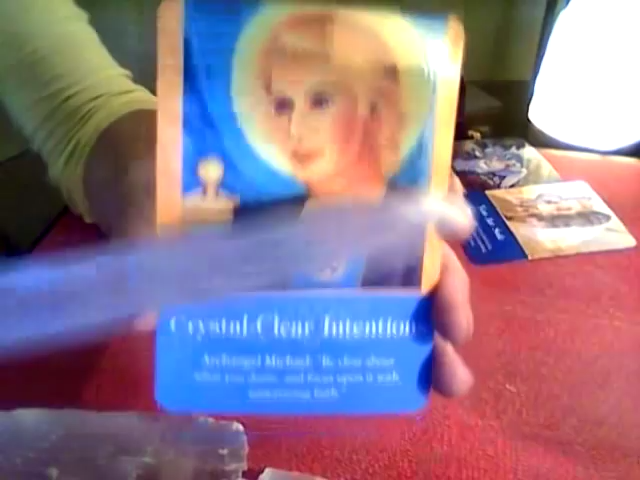 Crystal-Clear Intention
Archangel Michael: "Be clear about
what you desire, and focus upon it with
unwavering faith."